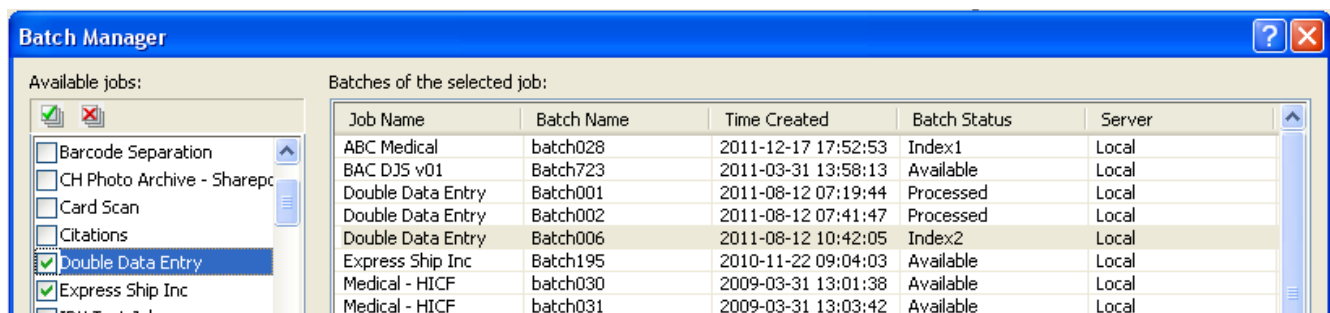 Batch Manager
Available jobs:
Batches of the selected job:
Job Name Batch Name Time Created Batch Status Server
ABC Medical batch028 2011-12-17 17:52:53 Index1 Local
BAC DJS v01 Batch723 2011-03-31 13:58:13 Available Local
Double Data Entry Batch001 2011-08-12 07:19:44 Processed Local
Double Data Entry Batch002 2011-08-12 07:41:47 Processed Local
Double Data Entry Batch006 2011-08-12 10:42:05 Index2 Local
Express Ship Inc Batch195 2010-11-22 09:04:03 Available Local
Medical - HICF batch030 2009-03-31 13:01:38 Available Local
Medical - HICF batch031 2009-03-31 13:03:42 Available Local
Barcode Separation
CH Photo Archive - Sharepo
Card Scan
Citations
Double Data Entry
Express Ship Inc